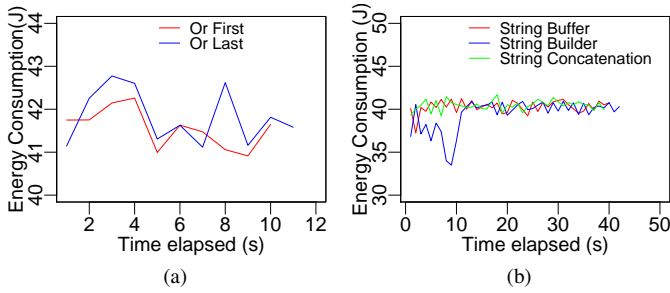 Energy Consumption(J)
40 41 42 43 44
Or First
Or Last
2 4 6 8 10 12
Time elapsed (s)
(a)
Energy Consumption (J)
30 35 40 45 50
String Buffer
String Builder
String Concatenation
0 10 20 30 40 50
Time elapsed (s)
(b)